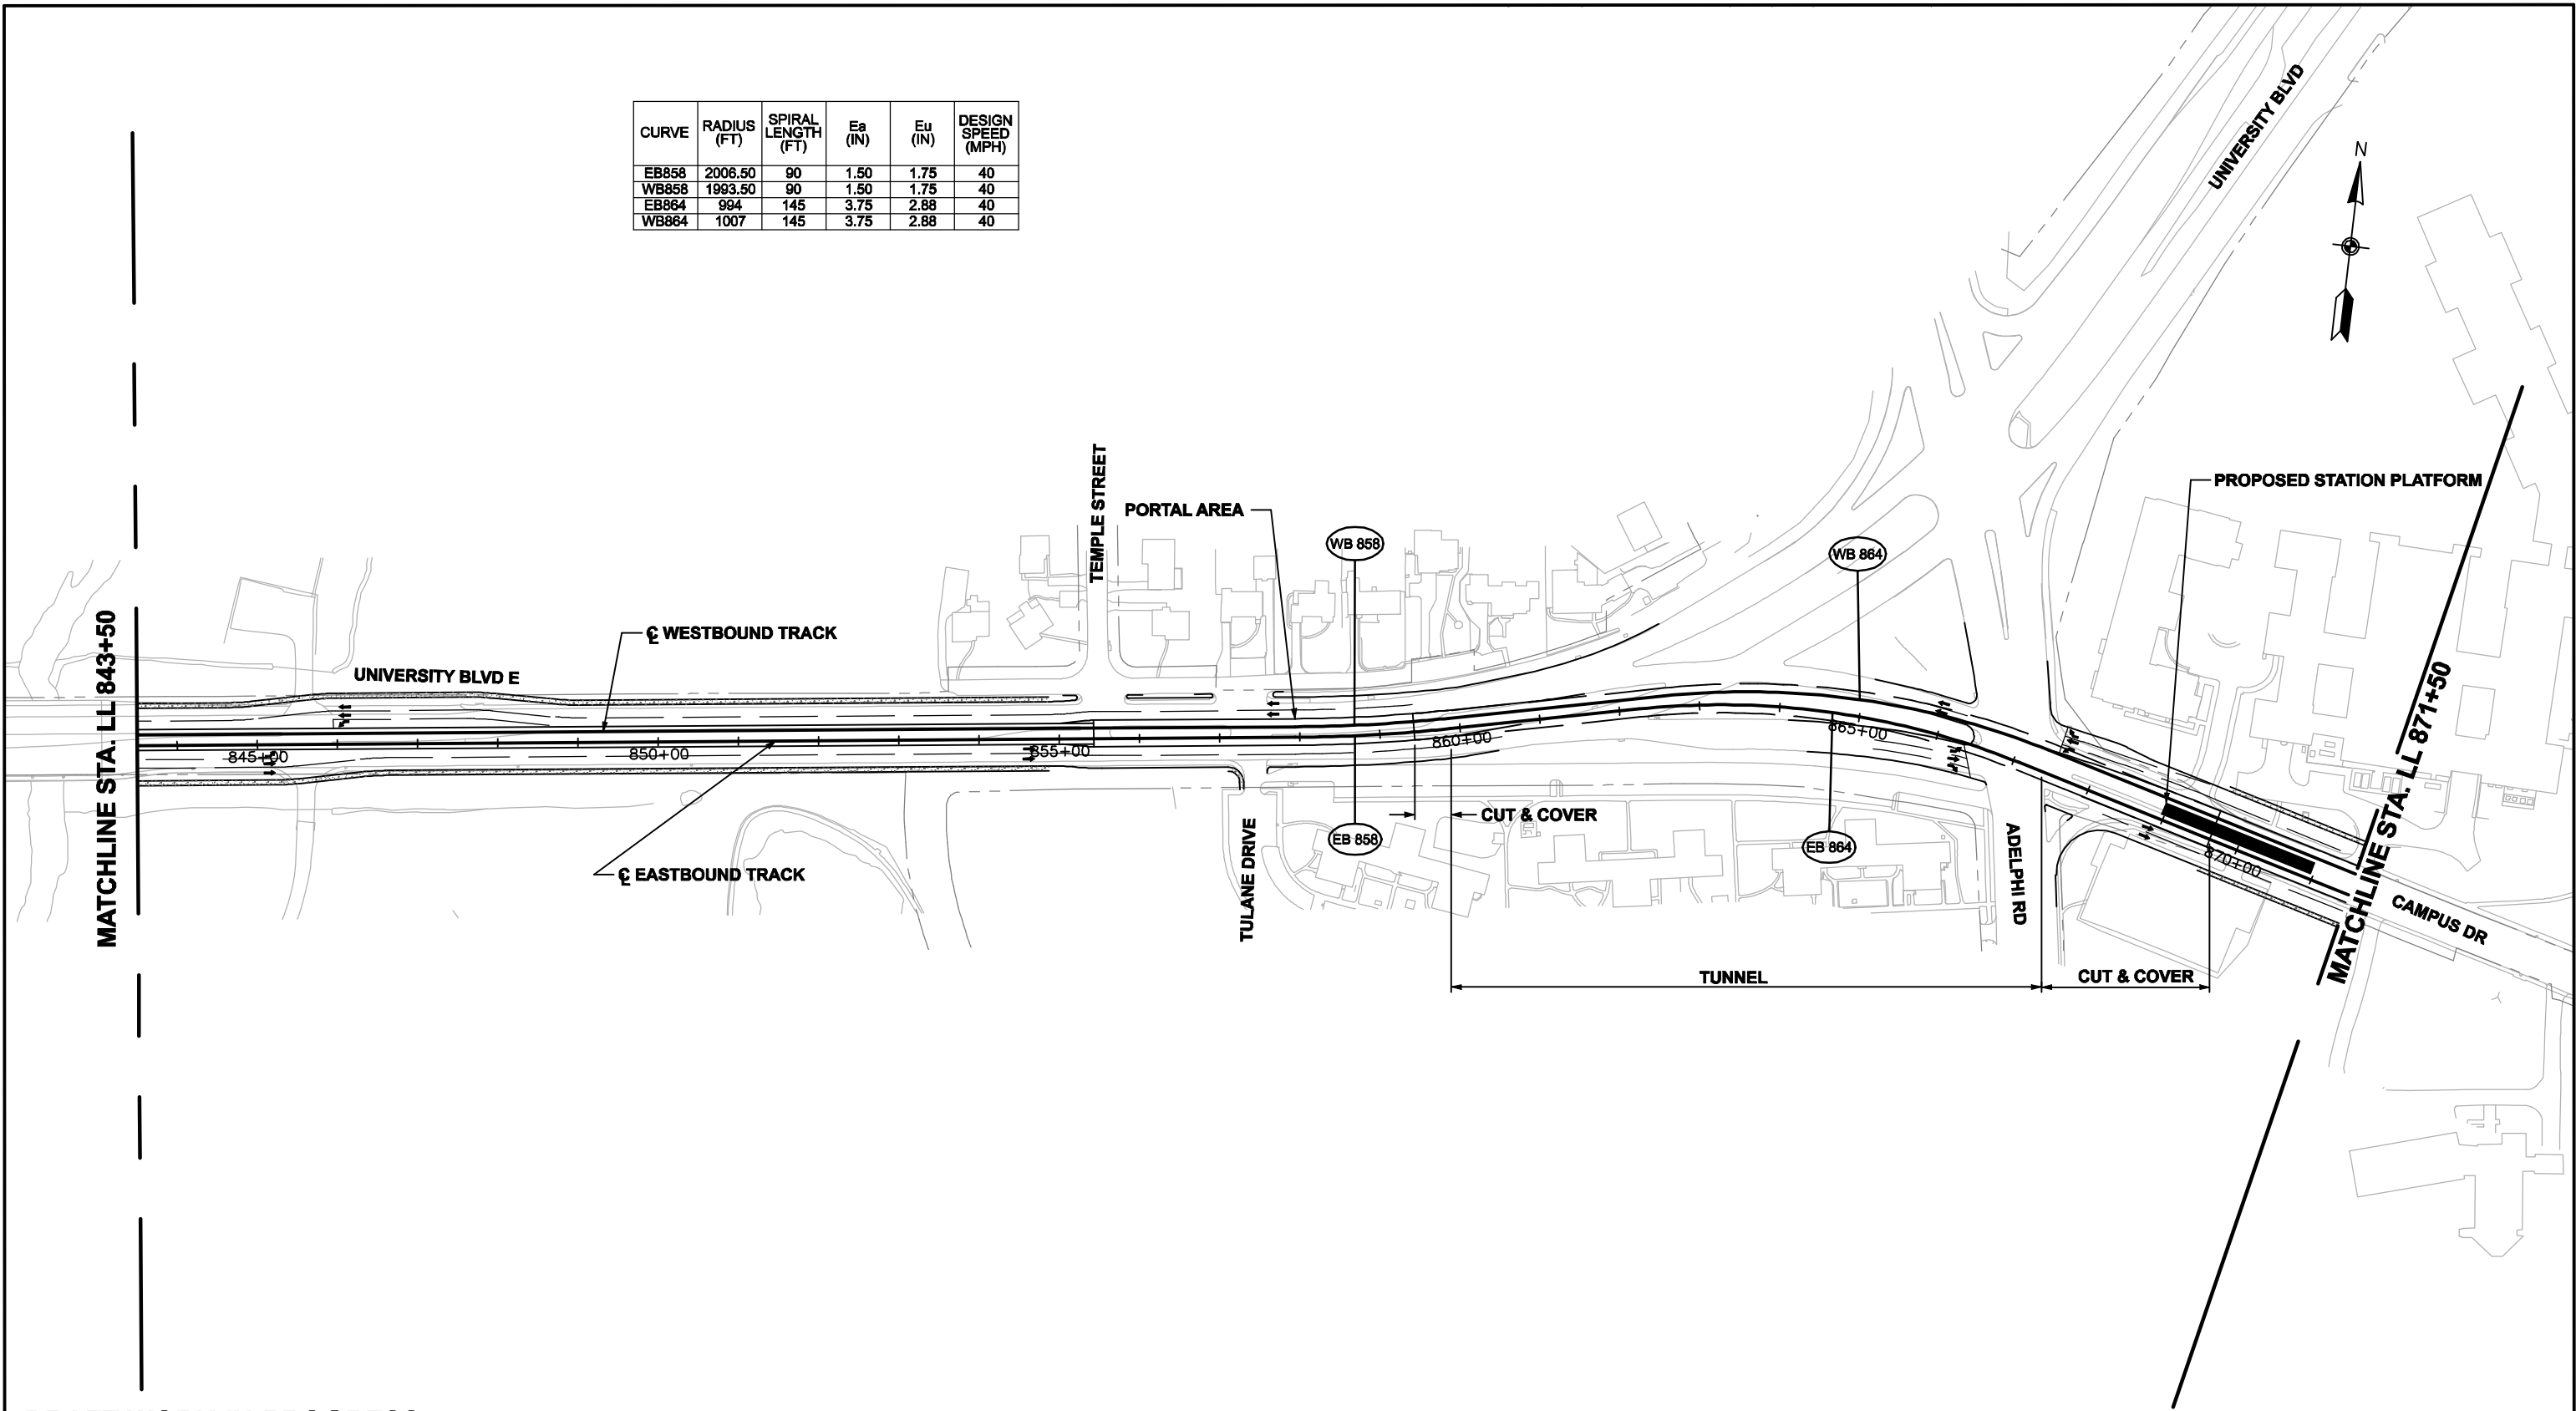 CURVE RADIUS (FT) SPIRAL LENGTH (FT) Ea (IN) Eu (IN) DESIGN SPEED (MPH)
EB858 2006.50 90 1.50 1.75 40
WB858 1993.50 90 1.50 1.75 40
EB864 994 145 3.75 2.88 40
WB864 1007 145 3.75 2.88 40
UNIVERSITY BLVD
N
PROPOSED STATION PLATFORM
TEMPLE STREET
PORTAL AREA
WB 858
WB 864
MATCHLINE STA. LL 843+50
℄ WESTBOUND TRACK
UNIVERSITY BLVD E
845+00
850+00
855+00
860+00
865+00
870+00
MATCHLINE STA. LL 871+50
CUT & COVER
EB 858
EB 864
℄ EASTBOUND TRACK
TULANE DRIVE
ADELPHI RD
CAMPUS DR
TUNNEL
CUT & COVER